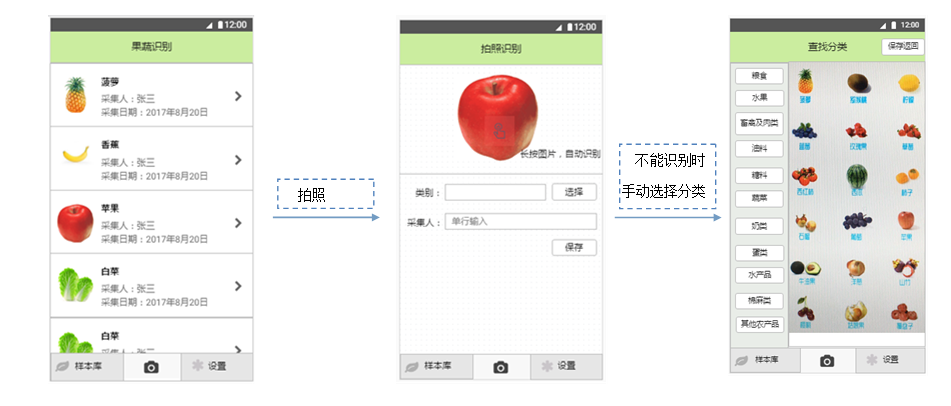 12:00
果蔬识别
菠萝
采集人：张三
采集日期：2017年8月20日
香蕉
采集人：张三
采集日期：2017年8月20日
苹果
采集人：张三
采集日期：2017年8月20日
白菜
采集人：张三
采集日期：2017年8月20日
白菜
样本库
设置
拍照
12:00
拍照识别
长按图片，自动识别
类别：
选择
采集人：
单行输入
保存
样本库
设置
不能识别时
手动选择分类
12:00
查找分类
保存返回
粮食
水果
畜禽及肉类
油料
糖料
蔬菜
奶类
蛋类
水产品
棉麻类
其他农产品
菠萝
猕猴桃
柠檬
蓝莓
玫瑰果
草莓
西红柿
西瓜
桔子
石榴
葡萄
苹果
牛油果
洋葱
山竹
姑娘果
样本库
设置